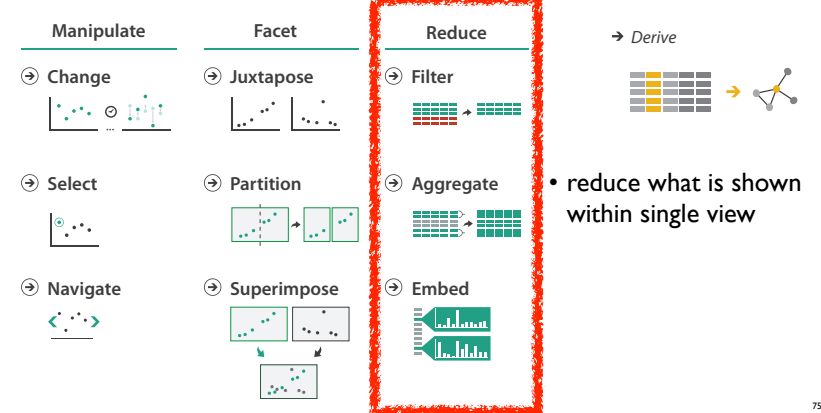 Manipulate
Facet
Reduce
Derive
Change
Juxtapose
Filter
...
Select
Partition
Aggregate
• reduce what is shown
within single view
Navigate
Superimpose
Embed
75